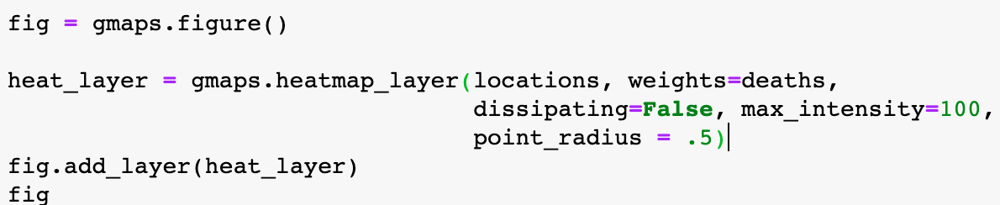 fig = gmaps.figure()
heat_layer = gmaps.heatmap_layer(locations, weights=deaths,
dissipating=False, max_intensity=100,
point_radius = .5)
fig.add_layer(heat_layer)
fig